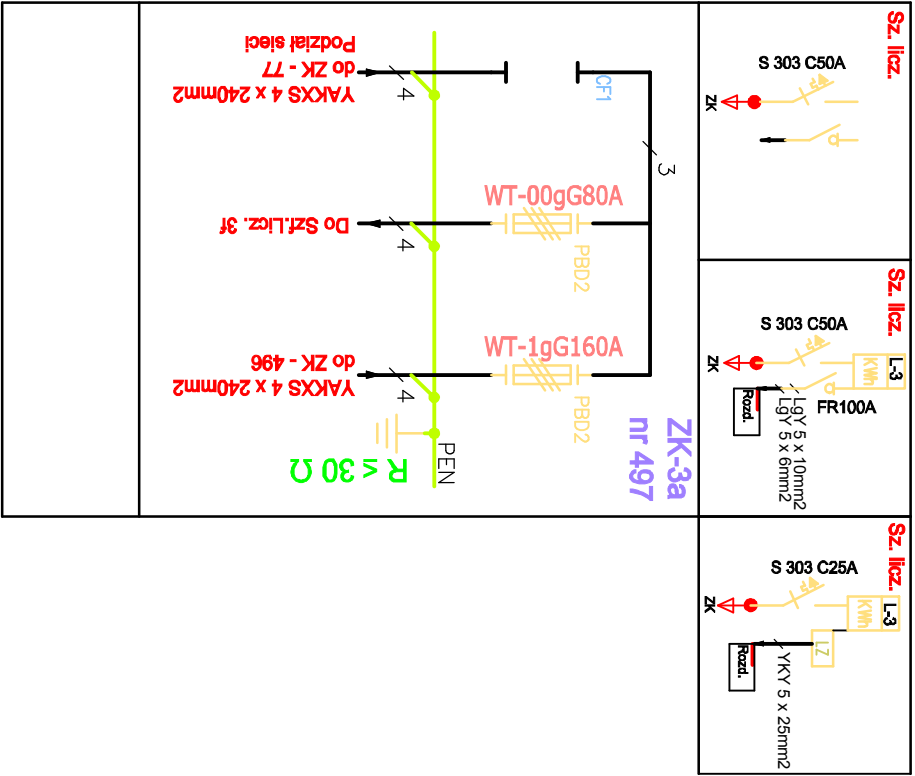 Podział sieci
do ZK - 77
YAKXS 4 x 240mm2
4
CF1
3
Do Szf.Licz. 3f
4
WT-00gG80A
PBD2
do ZK - 496
YAKXS 4 x 240mm2
4
WT-1gG160A
PBD2
R ≤ 30 Ω
PEN
ZK-3a
nr 497
Sz. licz.
S 303 C50A
ZK
Sz. licz.
S 303 C50A
ZK
L-3
KWh
FR100A
Rozd.
LgY 5 x 10mm2
LgY 5 x 6mm2
Sz. licz.
S 303 C25A
ZK
L-3
KWh
LZ
Rozd.
YKY 5 x 25mm2